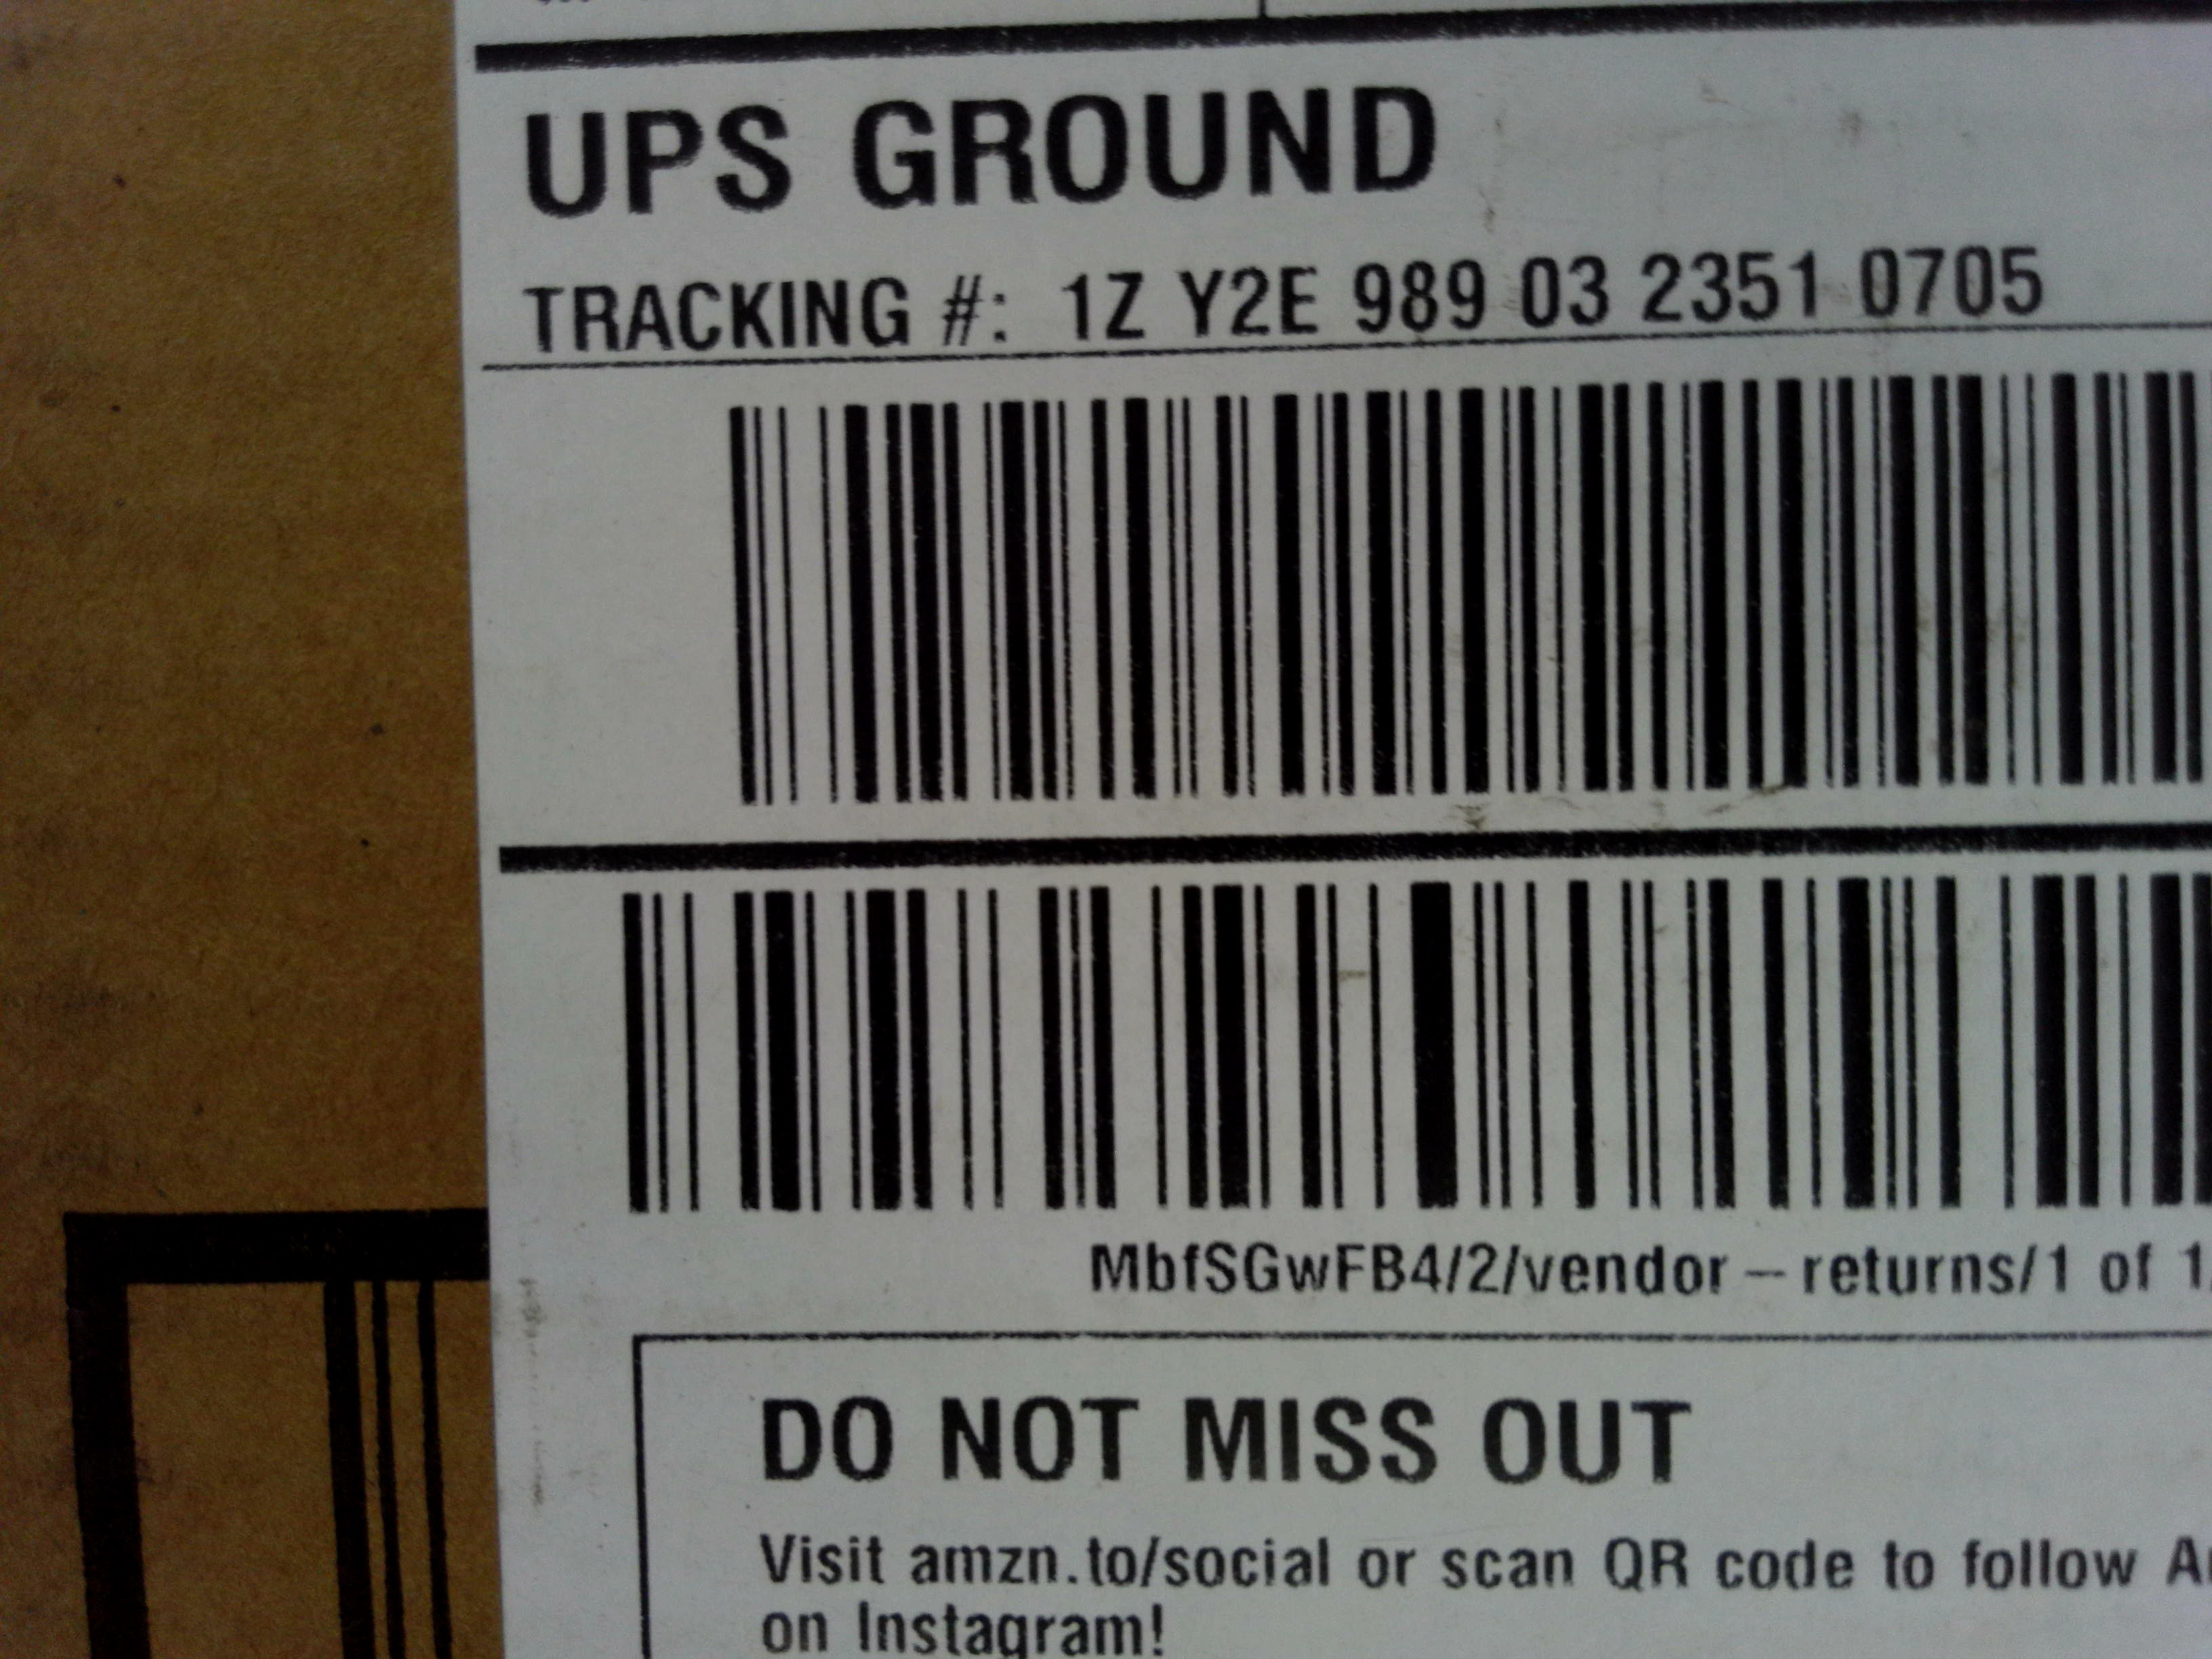 UPS GROUND
TRACKING #: 1Z Y2E 989 03 2351 0705
MbfSGwFB4/2/vendor – returns/1 of 1
DO NOT MISS OUT
Visit amzn.to/social or scan QR code to follow
on Instagram!